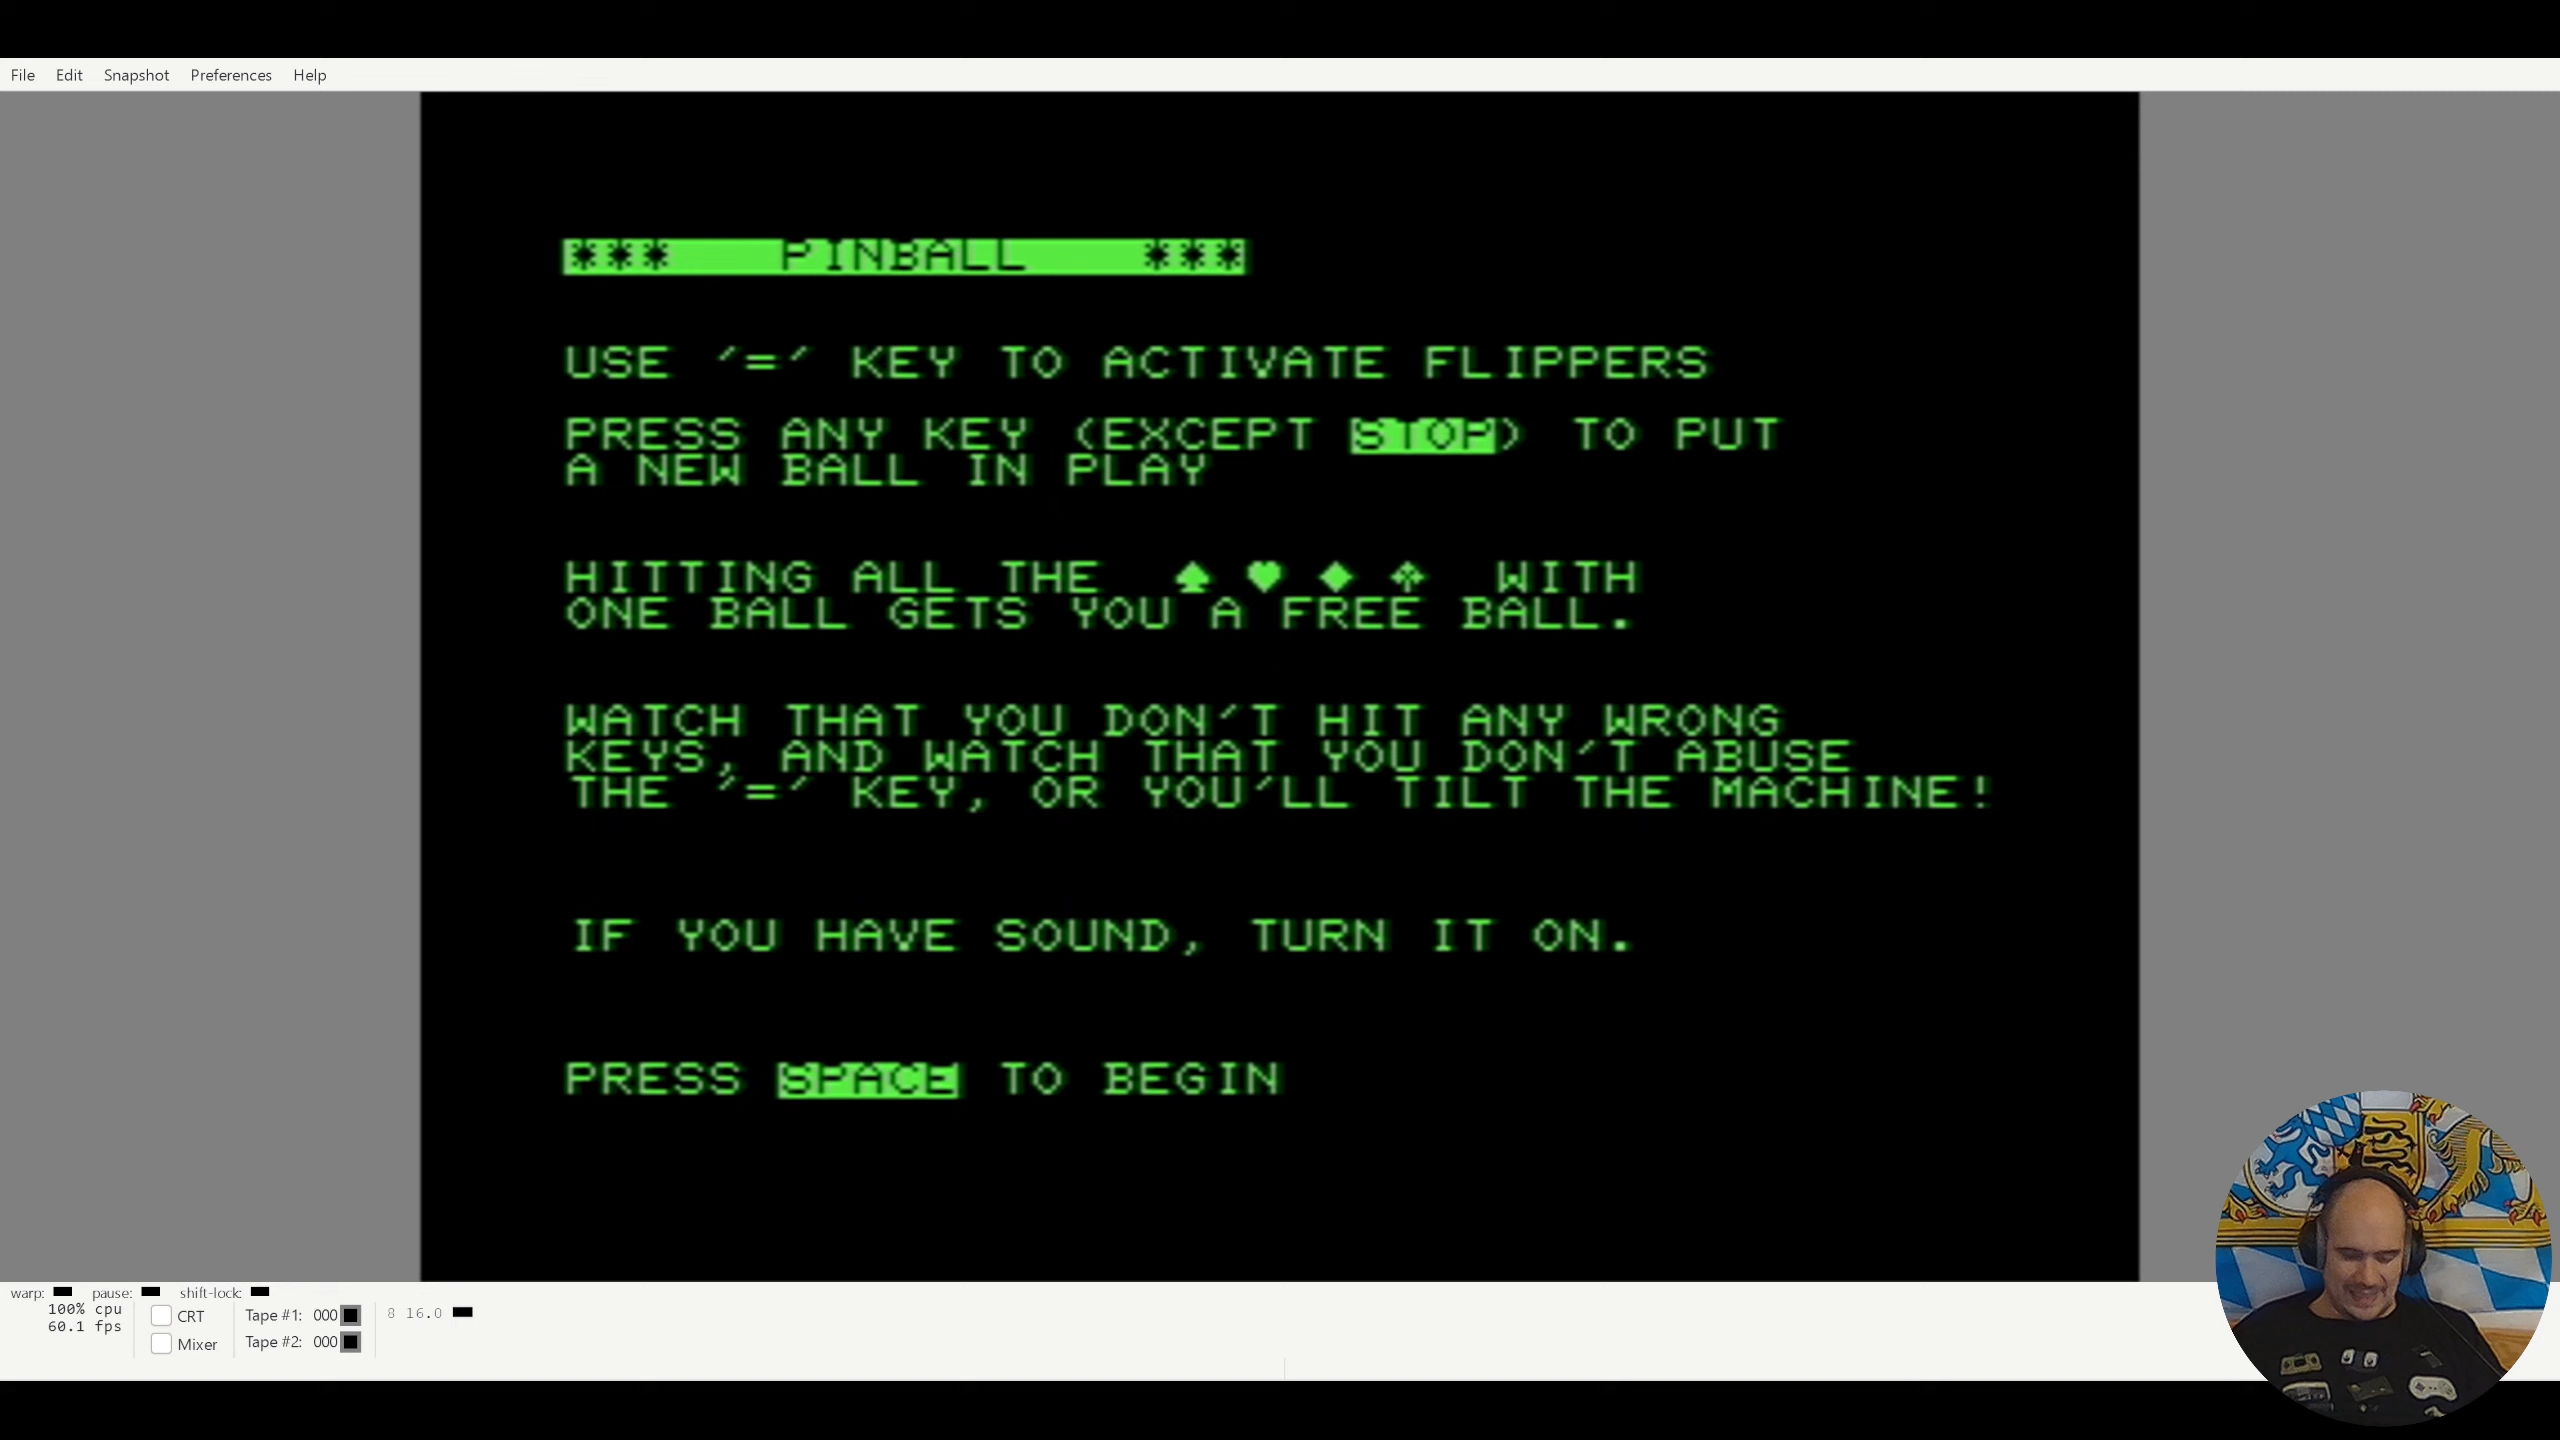 File Edit Snapshot Preferences Help
*** PINBALL ***
USE '=' KEY TO ACTIVATE FLIPPERS
PRESS ANY KEY (EXCEPT STOP) TO PUT
A NEW BALL IN PLAY
HITTING ALL THE ♠ ♥ ♦ ♣ WITH
ONE BALL GETS YOU A FREE BALL.
WATCH THAT YOU DON'T HIT ANY WRONG
KEYS, AND WATCH THAT YOU DON'T ABUSE
THE '=' KEY, OR YOU'LL TILT THE MACHINE!
IF YOU HAVE SOUND, TURN IT ON.
PRESS SPACE TO BEGIN
warp: pause: shift-lock:
100% cpu CRT Tape #1: 000 8 16.0
60.1 fps Mixer Tape #2: 000